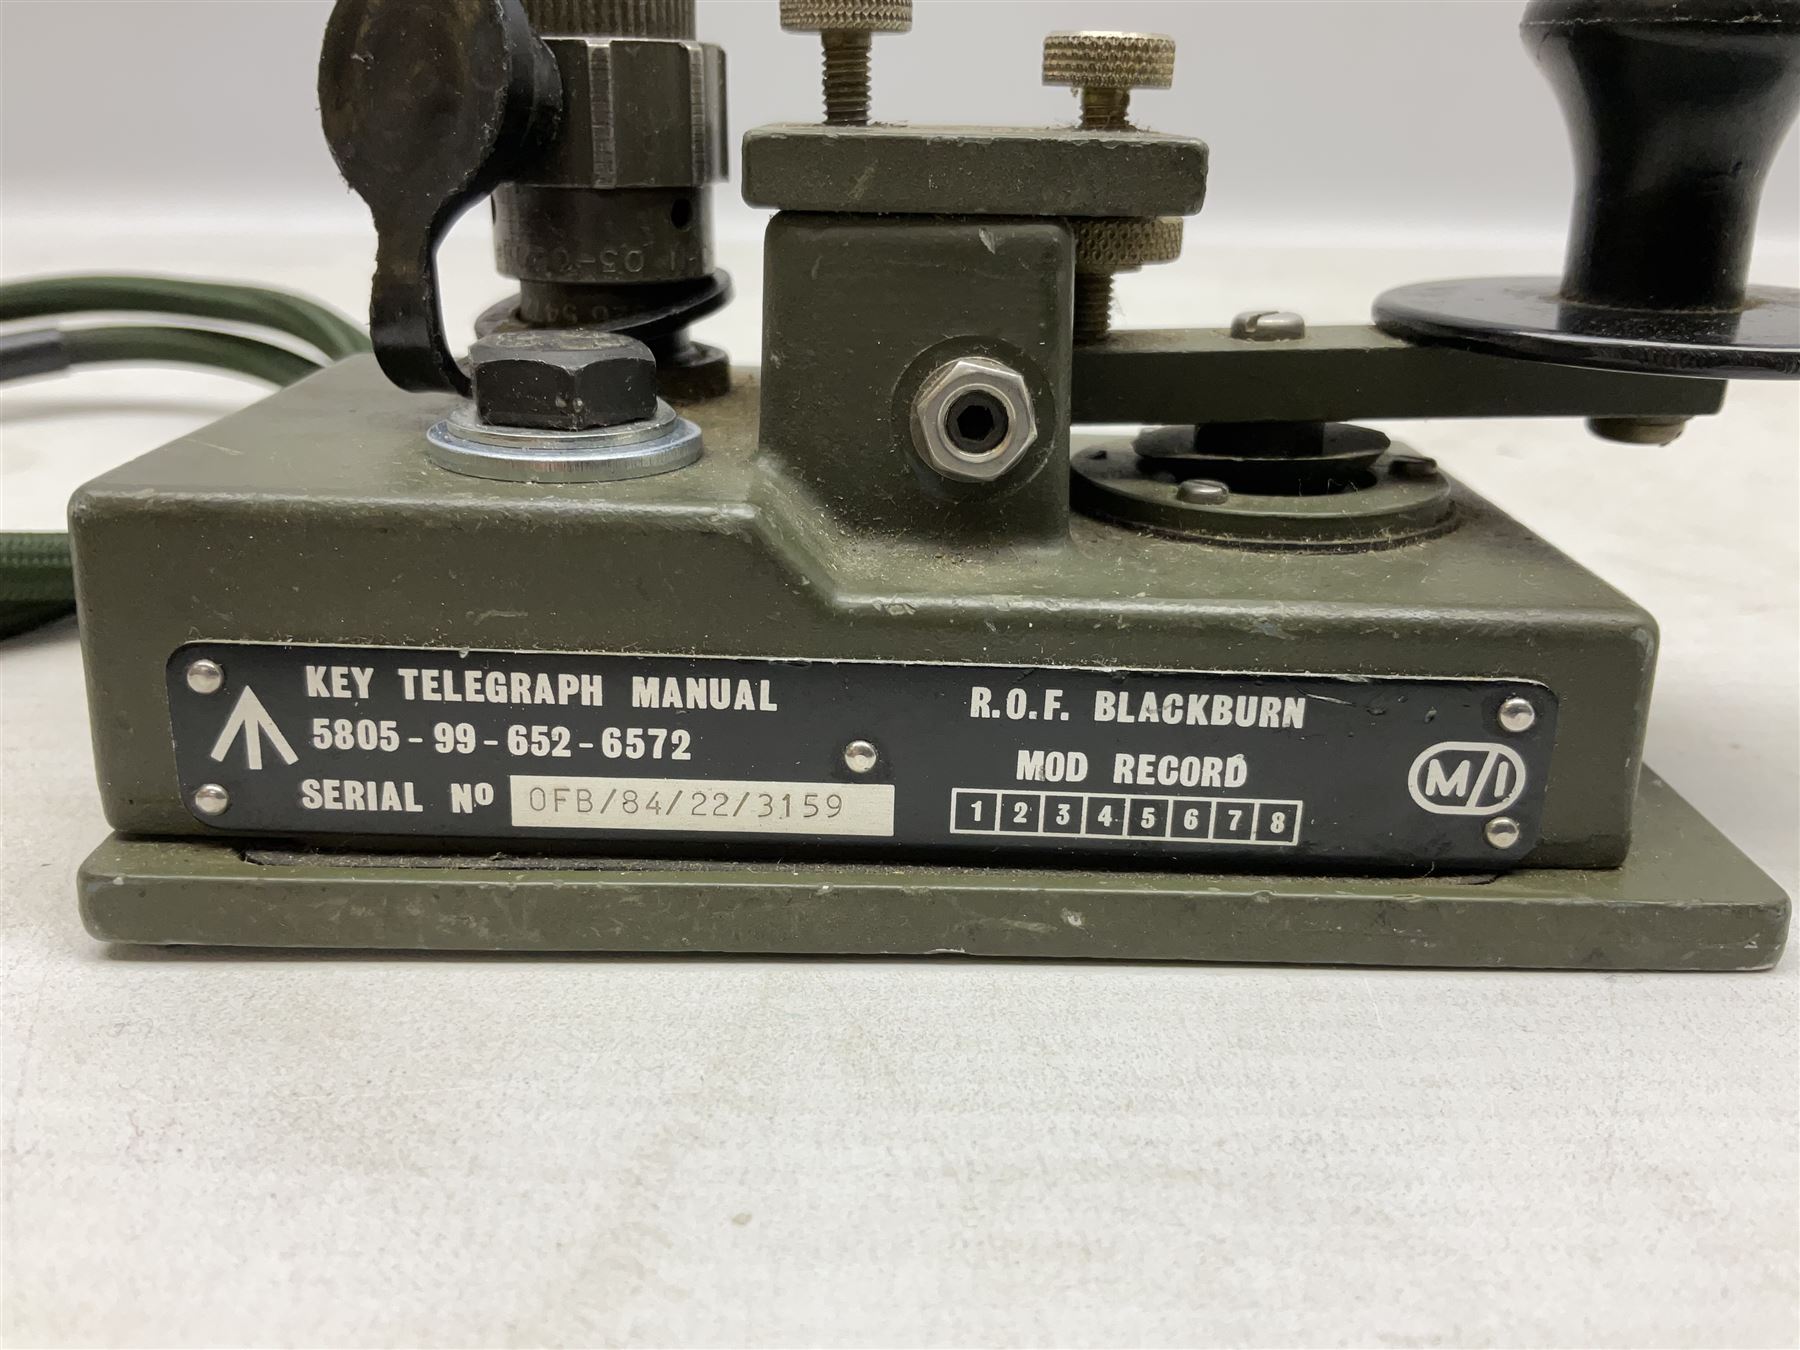 KEY TELEGRAPH MANUAL
5805-99-652-6572
SERIAL Nº OFB/84/22/3159
R.O.F. BLACKBURN
MOD RECORD
1 2 3 4 5 6 7 8
M/I